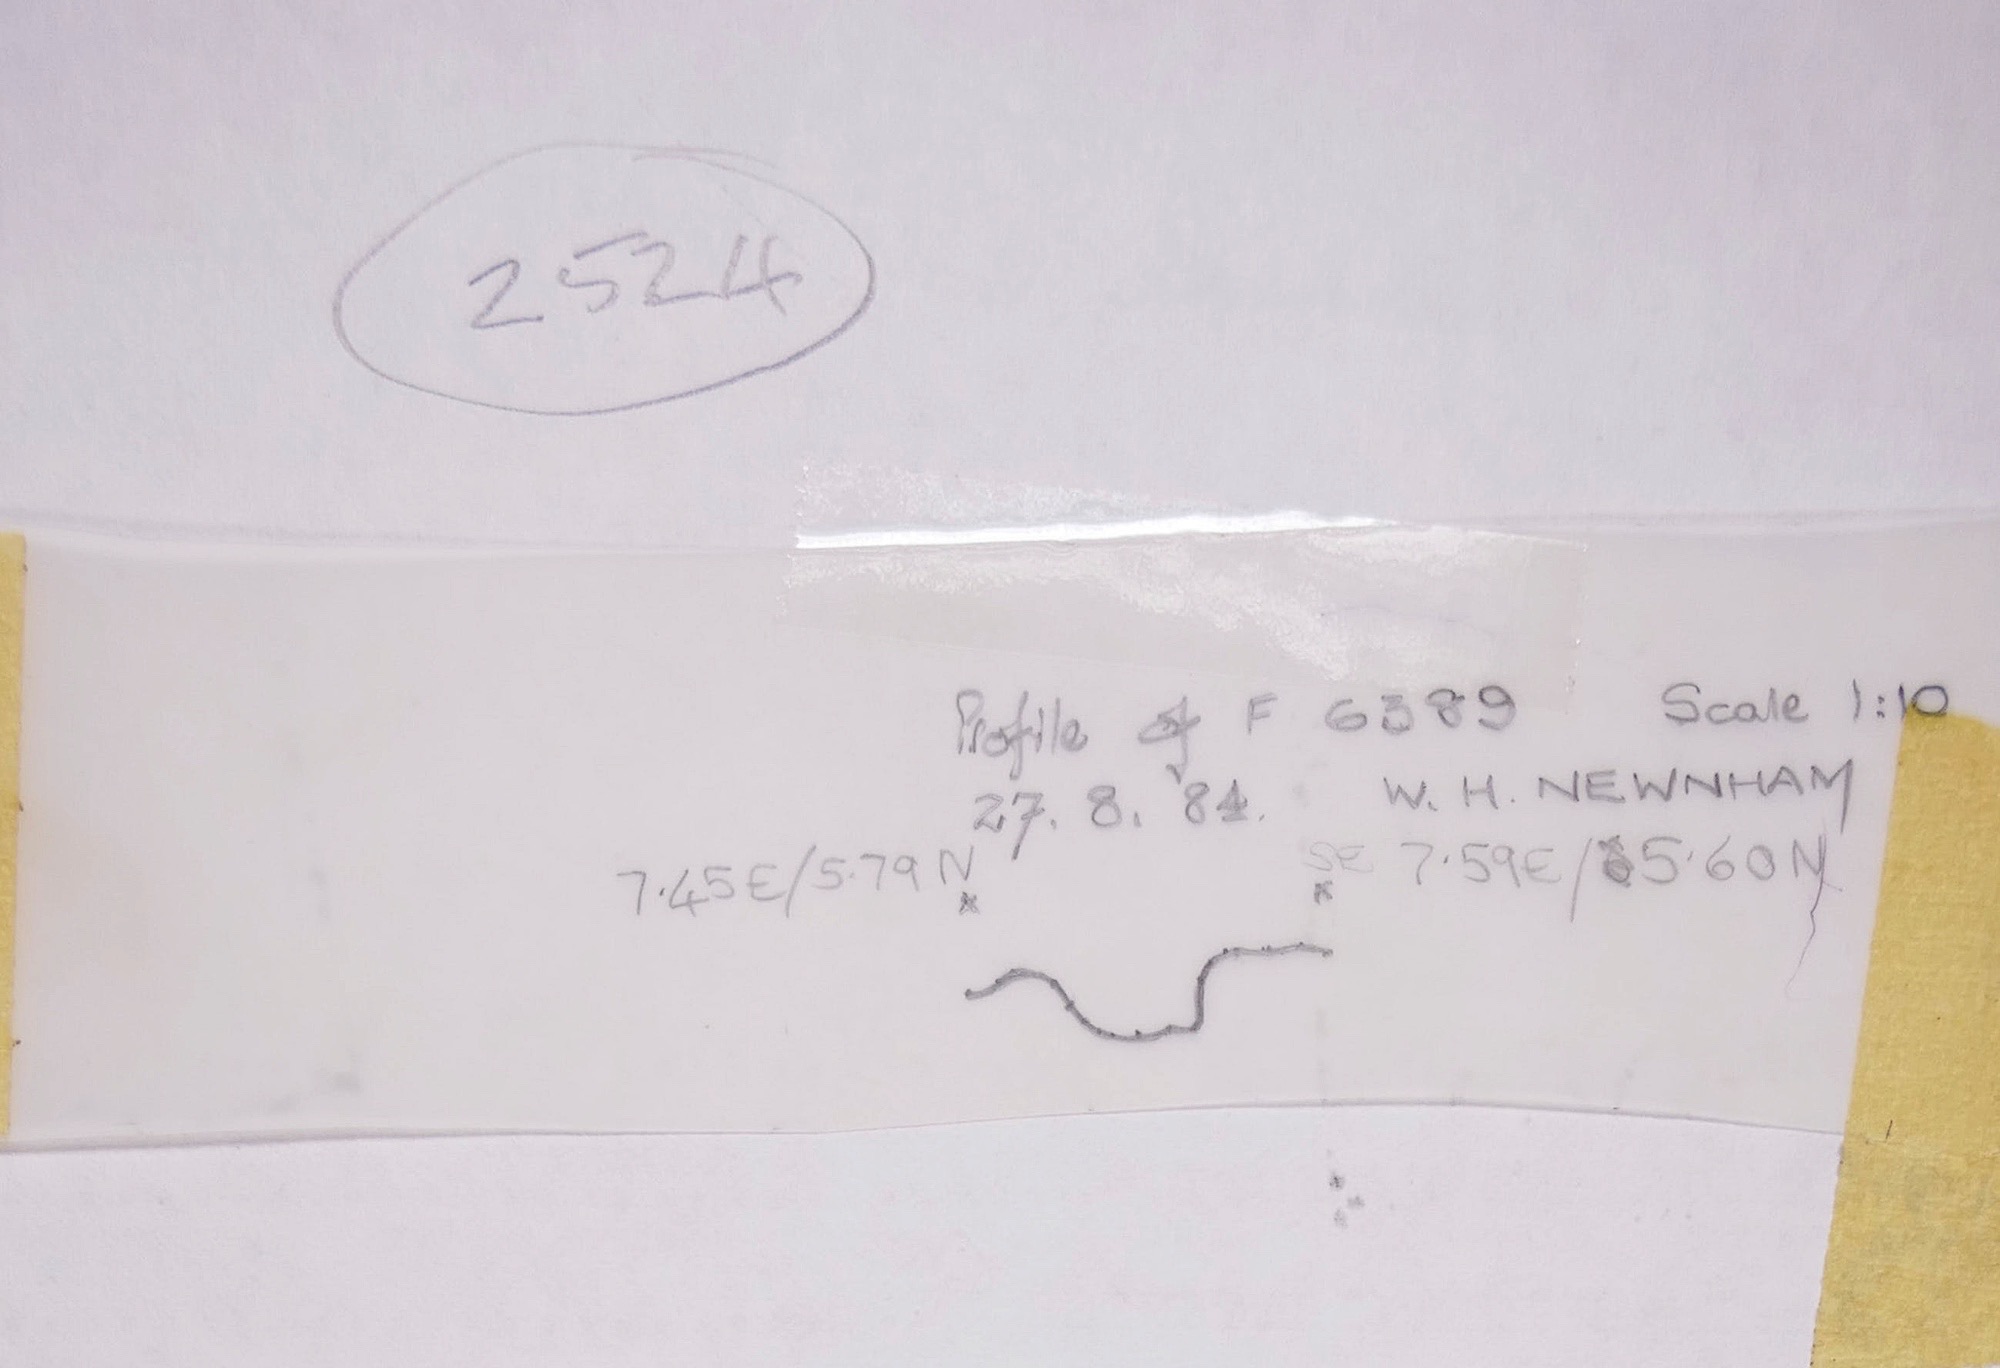 2524
Profile of F 6389 Scale 1:10
27. 8. '84. W. H. NEWNHAM
7.45E/5.79N SE 7.59E/5.60N